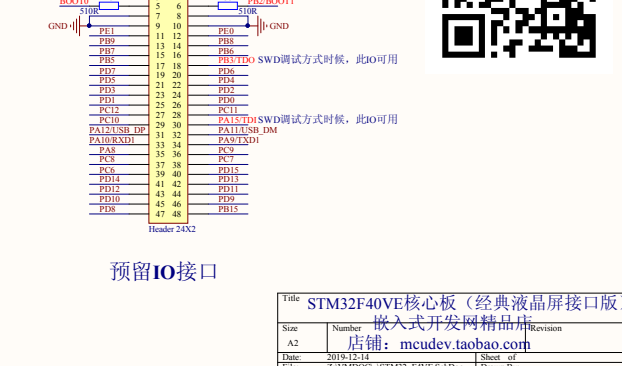 BOOT0 5 6 PB2/BOOT1
510R 7 8 510R
GND 9 10 GND
PE1 11 12 PE0
PB9 13 14 PB8
PB7 15 16 PB6
PB5 17 18 PB3/TDO SWD调试方式时候，此IO可用
PD7 19 20 PD6
PD5 21 22 PD4
PD3 23 24 PD2
PD1 25 26 PD0
PC12 27 28 PC11
PC10 29 30 PA15/TDI SWD调试方式时候，此IO可用
PA12/USB_DP 31 32 PA11/USB_DM
PA10/RXD1 33 34 PA9/TXD1
PA8 35 36 PC9
PC8 37 38 PC7
PC6 39 40 PD15
PD14 41 42 PD13
PD12 43 44 PD11
PD10 45 46 PD9
PD8 47 48 PB15
Header 24X2
预留IO接口
Title STM32F40VE核心板（经典液晶屏接口版）
嵌入式开发网精品店
Size Number Revision
A2 店铺：mcudev.taobao.com
Date: 2019-12-14 Sheet of